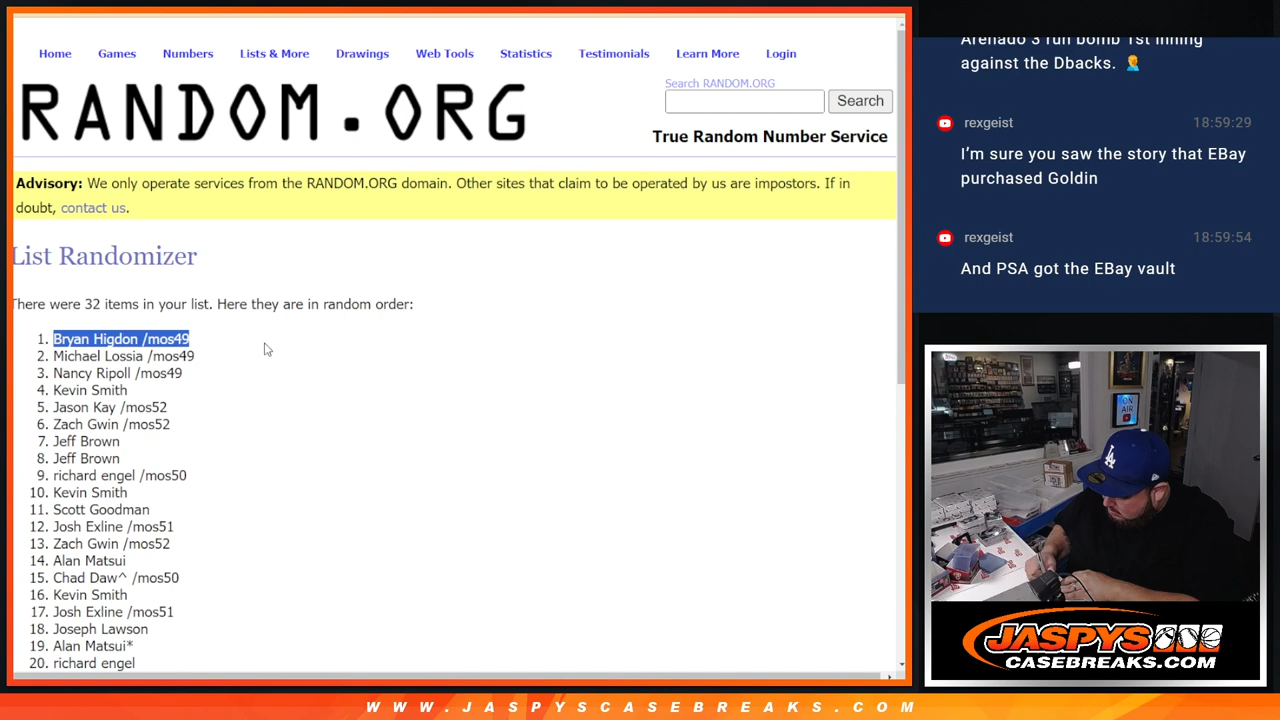 Home Games Numbers Lists & More Drawings Web Tools Statistics Testimonials Learn More Login
RANDOM.ORG
Search RANDOM.ORG
Search
True Random Number Service
Advisory: We only operate services from the RANDOM.ORG domain. Other sites that claim to be operated by us are impostors. If in
doubt, contact us.
List Randomizer
There were 32 items in your list. Here they are in random order:
1. Bryan Higdon /mos49
2. Michael Lossia /mos49
3. Nancy Ripoll /mos49
4. Kevin Smith
5. Jason Kay /mos52
6. Zach Gwin /mos52
7. Jeff Brown
8. Jeff Brown
9. richard engel /mos50
10. Kevin Smith
11. Scott Goodman
12. Josh Exline /mos51
13. Zach Gwin /mos52
14. Alan Matsui
15. Chad Daw^ /mos50
16. Kevin Smith
17. Josh Exline /mos51
18. Joseph Lawson
19. Alan Matsui*
20. richard engel
Arenado 3 run bomb 1st inning
against the Dbacks. 🤦
rexgeist 18:59:29
I'm sure you saw the story that EBay
purchased Goldin
rexgeist 18:59:54
And PSA got the EBay vault
ON
AIR
LA
JASPYS
CASEBREAKS.COM
WWW.JASPYSCASEBREAKS.COM